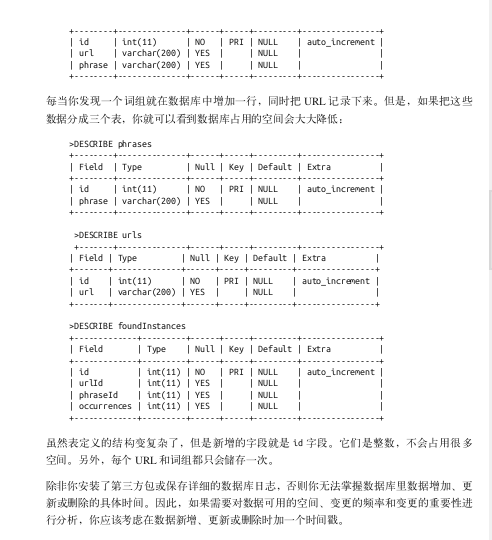 +--------+--------------+------+-----+---------+----------------+
| id | int(11) | NO | PRI | NULL | auto_increment |
| url | varchar(200) | YES | | NULL | |
| phrase | varchar(200) | YES | | NULL | |
+--------+--------------+------+-----+---------+----------------+
每当你发现一个词组就在数据库中增加一行，同时把 URL 记录下来。但是，如果把这些
数据分成三个表，你就可以看到数据库占用的空间会大大降低：
>DESCRIBE phrases
+--------+--------------+------+-----+---------+----------------+
| Field | Type | Null | Key | Default | Extra |
+--------+--------------+------+-----+---------+----------------+
| id | int(11) | NO | PRI | NULL | auto_increment |
| phrase | varchar(200) | YES | | NULL | |
+--------+--------------+------+-----+---------+----------------+
>DESCRIBE urls
+-------+--------------+------+-----+---------+----------------+
| Field | Type | Null | Key | Default | Extra |
+-------+--------------+------+-----+---------+----------------+
| id | int(11) | NO | PRI | NULL | auto_increment |
| url | varchar(200) | YES | | NULL | |
+-------+--------------+------+-----+---------+----------------+
>DESCRIBE foundInstances
+-------------+---------+------+-----+---------+----------------+
| Field | Type | Null | Key | Default | Extra |
+-------------+---------+------+-----+---------+----------------+
| id | int(11) | NO | PRI | NULL | auto_increment |
| urlId | int(11) | YES | | NULL | |
| phraseId | int(11) | YES | | NULL | |
| occurrences | int(11) | YES | | NULL | |
+-------------+---------+------+-----+---------+----------------+
虽然表定义的结构变复杂了，但是新增的字段就是 id 字段。它们是整数，不会占用很多
空间。另外，每个 URL 和词组都只会储存一次。
除非你安装了第三方包或保存详细的数据库日志，否则你无法掌握数据库里数据增加、更
新或删除的具体时间。因此，如果需要对数据可用的空间、变更的频率和变更的重要性进
行分析，你应该考虑在数据新增、更新或删除时加一个时间戳。